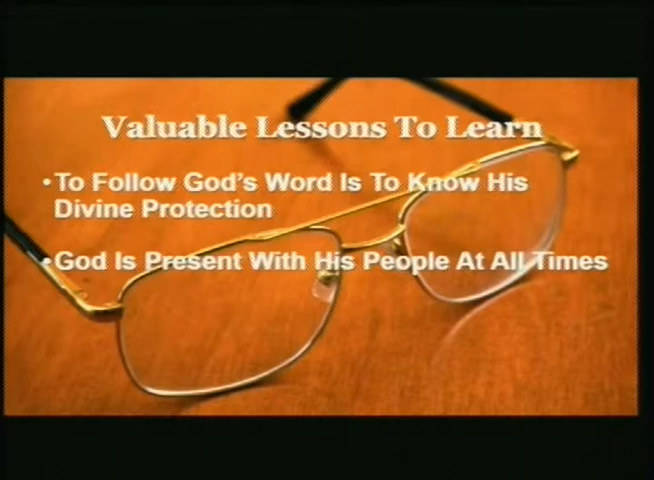 Valuable Lessons To Learn
•To Follow God's Word Is To Know His
Divine Protection
•God Is Present With His People At All Times